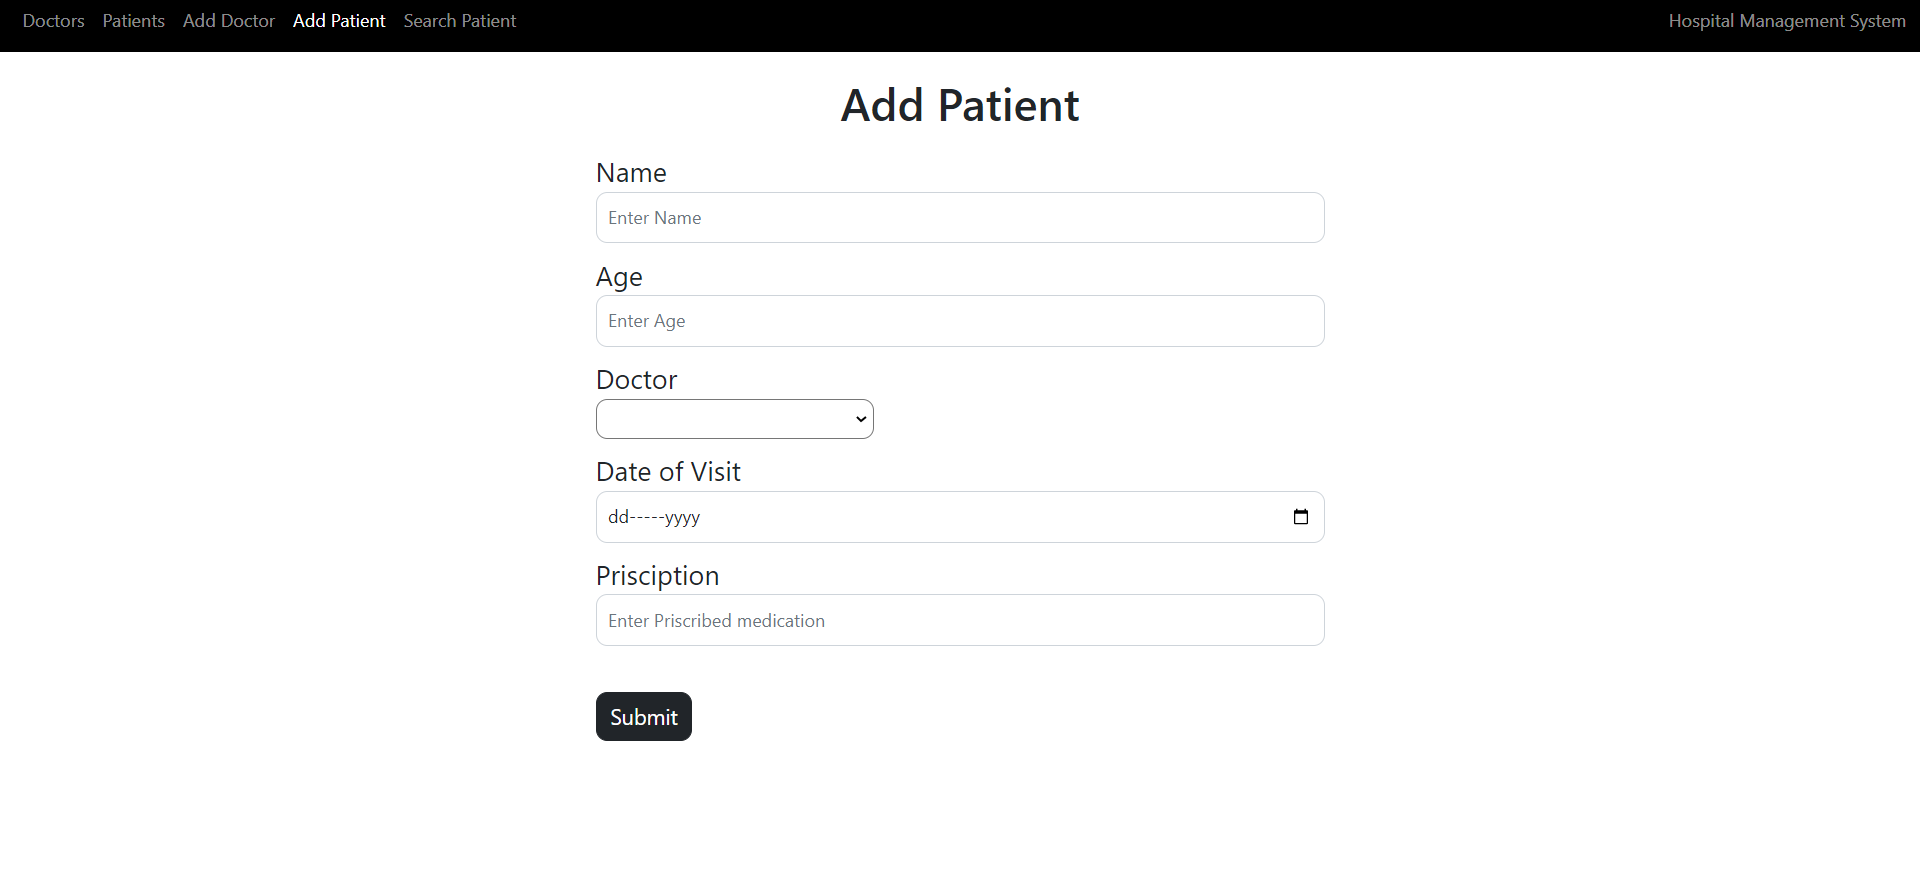 Doctors Patients Add Doctor Add Patient Search Patient Hospital Management System
Add Patient
Name
Enter Name
Age
Enter Age
Doctor
Date of Visit
dd-----yyyy
Prisciption
Enter Priscribed medication
Submit